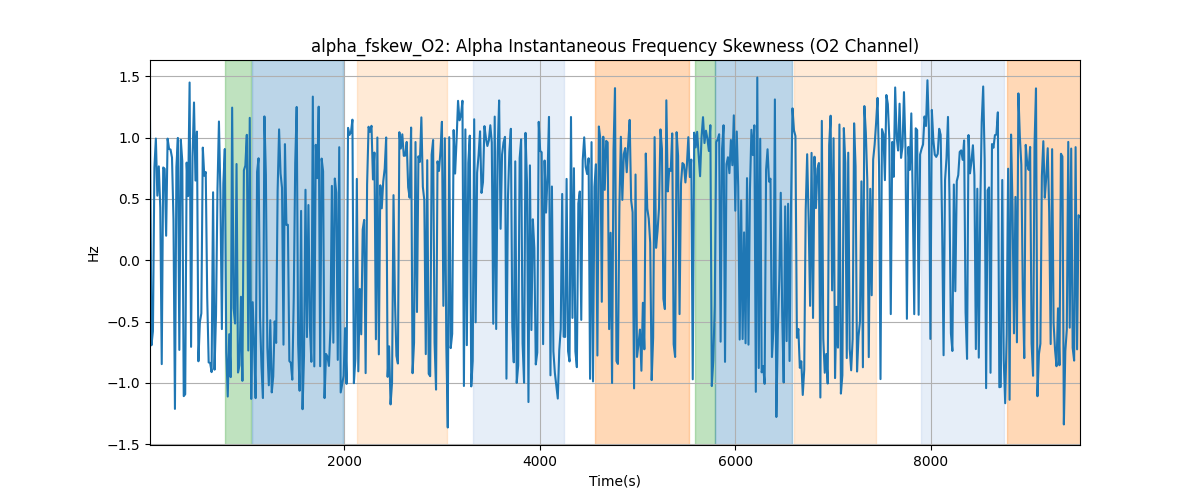 alpha_fskew_O2: Alpha Instantaneous Frequency Skewness (O2 Channel)
1.5
1.0
0.5
0.0
−0.5
−1.0
−1.5
Hz
2000 4000 6000 8000
Time(s)